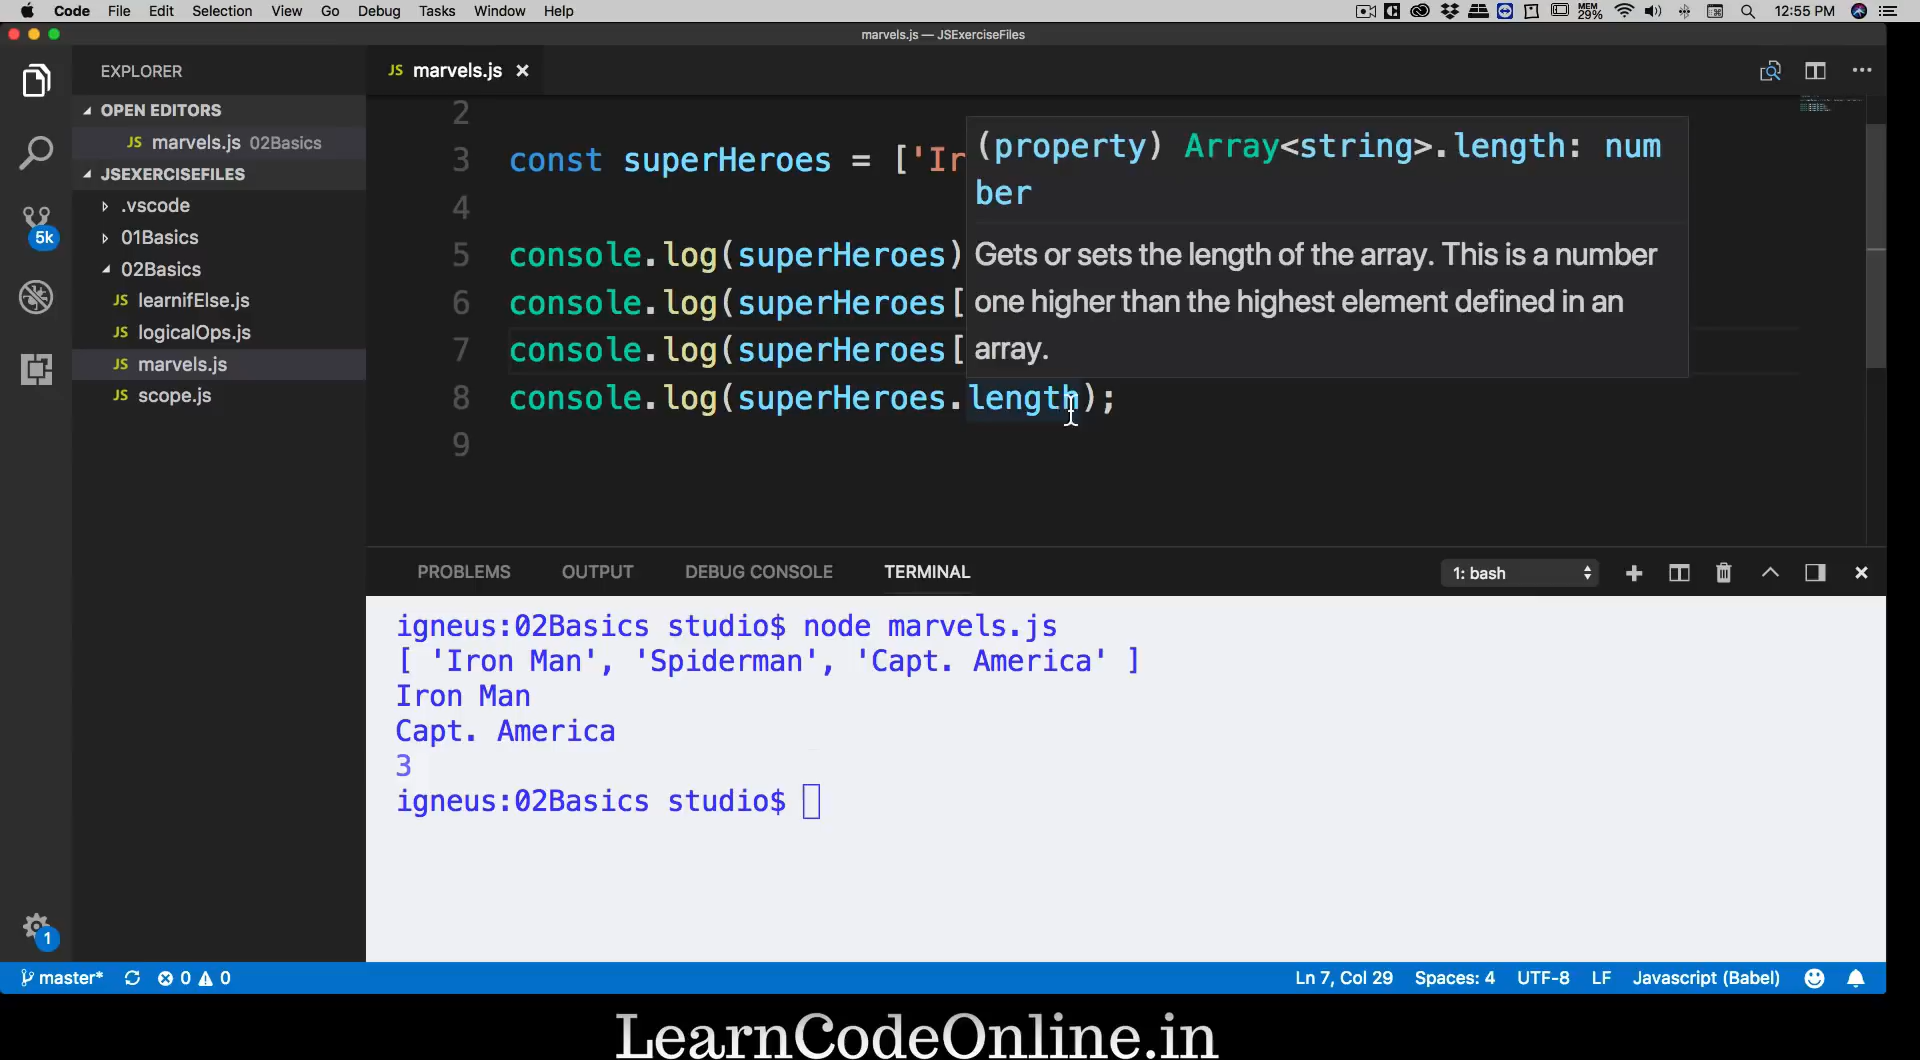 Code File Edit Selection View Go Debug Tasks Window Help MEM 29% 12:55 PM
marvels.js — JSExerciseFiles
EXPLORER
JS marvels.js
OPEN EDITORS
JS marvels.js 02Basics
JSEXERCISEFILES
.vscode
01Basics
02Basics
JS learnifElse.js
JS logicalOps.js
JS marvels.js
JS scope.js
5k
1
2
3 const superHeroes = ['Ir
4
5 console.log(superHeroes)
6 console.log(superHeroes[
7 console.log(superHeroes[
8 console.log(superHeroes.length);
9
(property) Array<string>.length: num
ber
Gets or sets the length of the array. This is a number
one higher than the highest element defined in an
array.
PROBLEMS OUTPUT DEBUG CONSOLE TERMINAL 1: bash
igneus:02Basics studio$ node marvels.js
[ 'Iron Man', 'Spiderman', 'Capt. America' ]
Iron Man
Capt. America
3
igneus:02Basics studio$
master* 0 0 Ln 7, Col 29 Spaces: 4 UTF-8 LF Javascript (Babel)
LearnCodeOnline.in